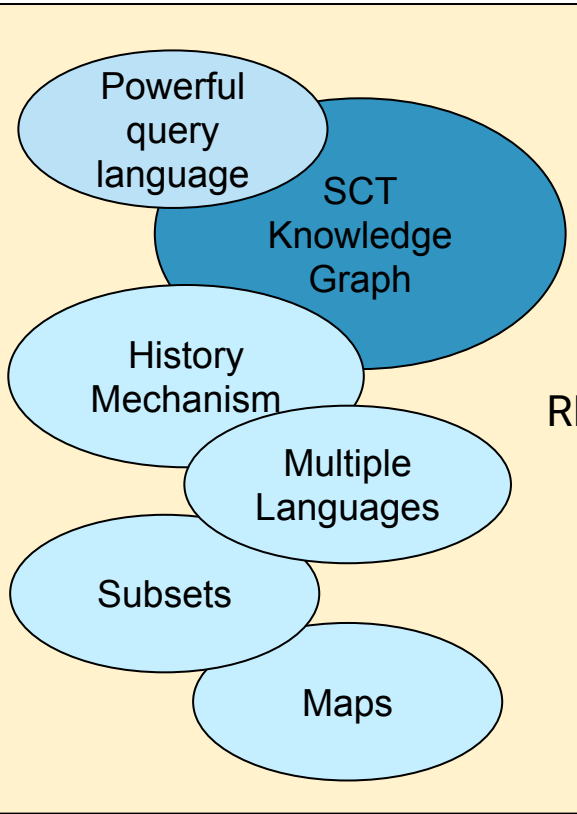 Powerful
query
language
SCT
Knowledge
Graph
History
Mechanism
Multiple
Languages
Subsets
Maps